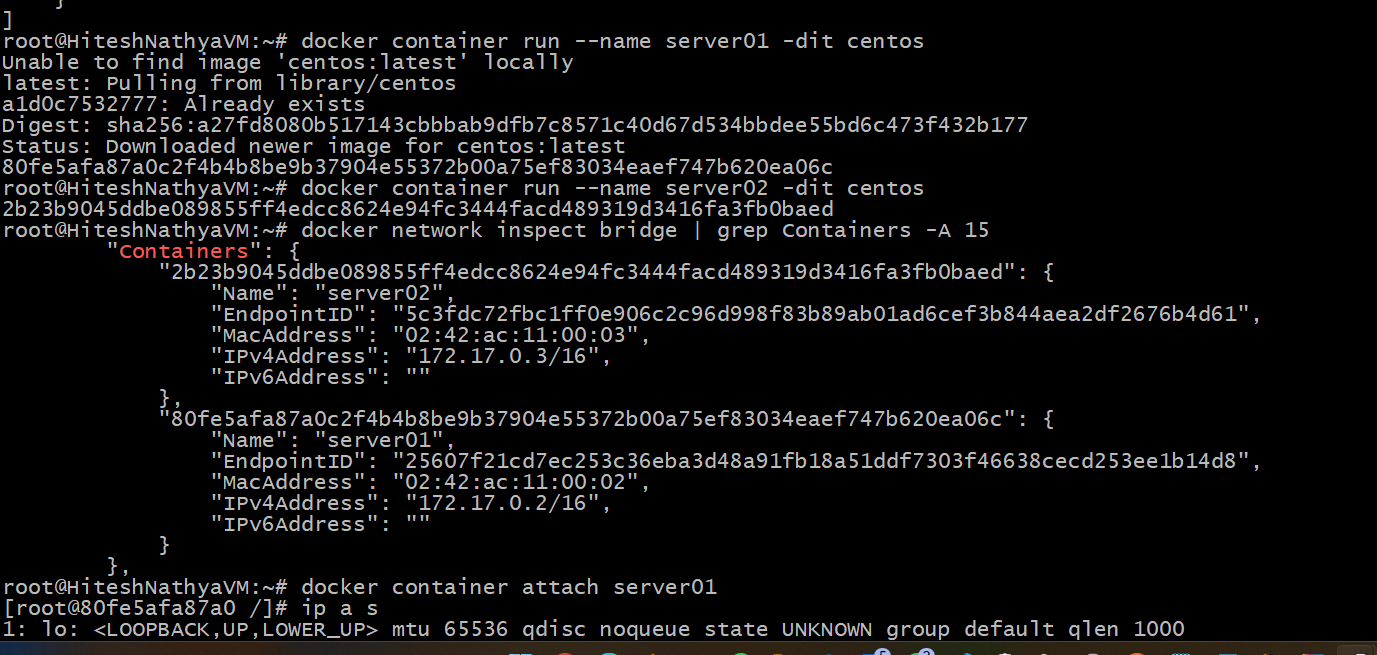 ]
root@HiteshNathyaVM:~# docker container run --name server01 -dit centos
Unable to find image 'centos:latest' locally
latest: Pulling from library/centos
a1d0c7532777: Already exists
Digest: sha256:a27fd8080b517143cbbbab9dfb7c8571c40d67d534bbdee55bd6c473f432b177
Status: Downloaded newer image for centos:latest
80fe5afa87a0c2f4b4b8be9b37904e55372b00a75ef83034eaef747b620ea06c
root@HiteshNathyaVM:~# docker container run --name server02 -dit centos
2b23b9045ddbe089855ff4edcc8624e94fc3444facd489319d3416fa3fb0baed
root@HiteshNathyaVM:~# docker network inspect bridge | grep Containers -A 15
        "Containers": {
            "2b23b9045ddbe089855ff4edcc8624e94fc3444facd489319d3416fa3fb0baed": {
                "Name": "server02",
                "EndpointID": "5c3fdc72fbc1ff0e906c2c96d998f83b89ab01ad6cef3b844aea2df2676b4d61",
                "MacAddress": "02:42:ac:11:00:03",
                "IPv4Address": "172.17.0.3/16",
                "IPv6Address": ""
            },
            "80fe5afa87a0c2f4b4b8be9b37904e55372b00a75ef83034eaef747b620ea06c": {
                "Name": "server01",
                "EndpointID": "25607f21cd7ec253c36eba3d48a91fb18a51ddf7303f46638cecd253ee1b14d8",
                "MacAddress": "02:42:ac:11:00:02",
                "IPv4Address": "172.17.0.2/16",
                "IPv6Address": ""
            }
        },
root@HiteshNathyaVM:~# docker container attach server01
[root@80fe5afa87a0 /]# ip a s
1: lo: <LOOPBACK,UP,LOWER_UP> mtu 65536 qdisc noqueue state UNKNOWN group default qlen 1000